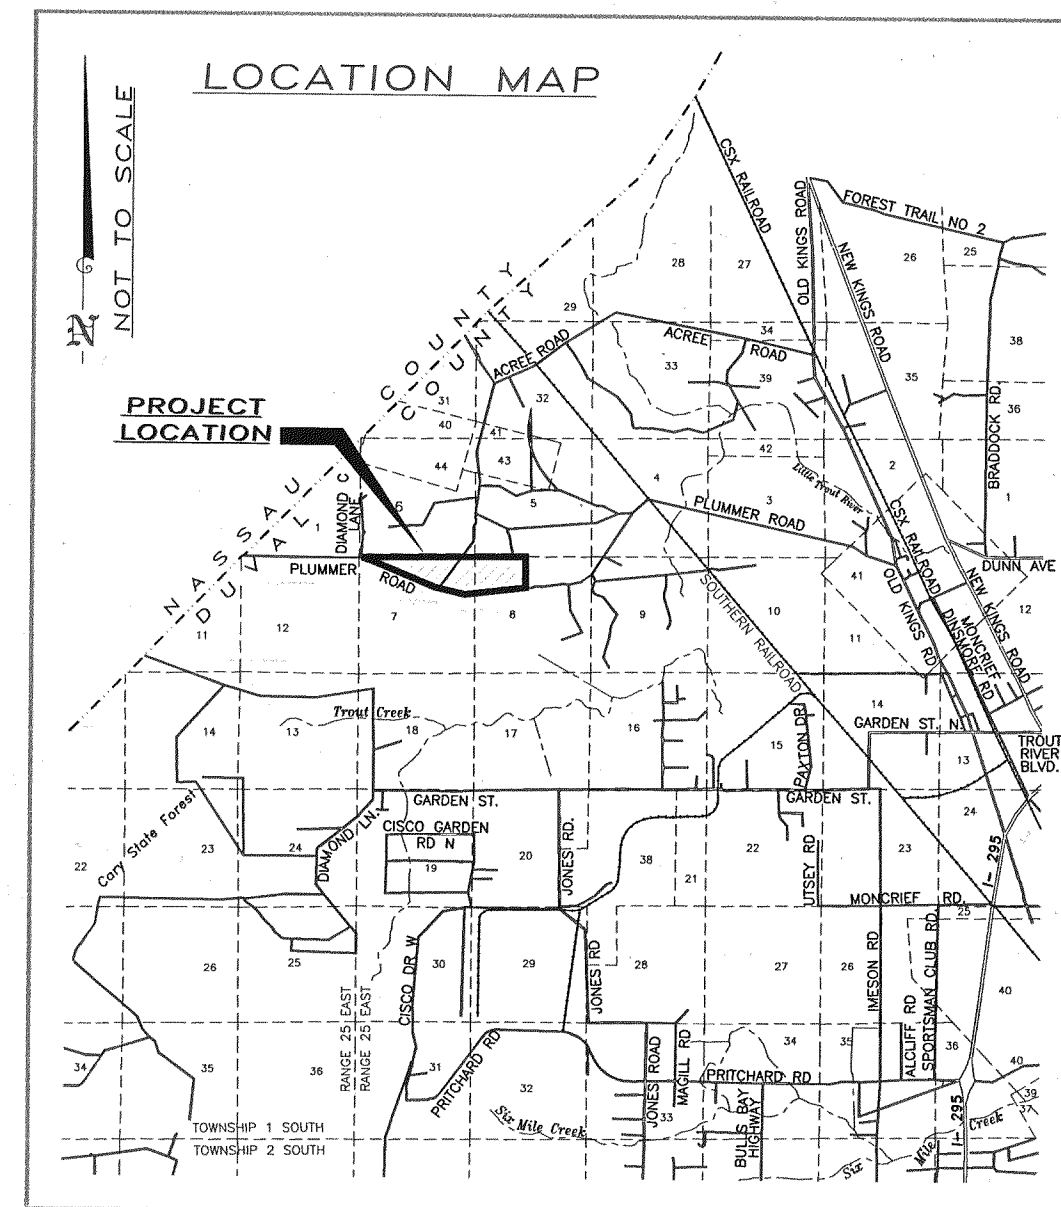 LOCATION MAP
NOT TO SCALE
N
CSX RAILROAD
OLD KINGS ROAD
FOREST TRAIL NO 2
NEW KINGS ROAD
28
27
26
25
29
NASSAU COUNTY
DUVAL COUNTY
ACREE ROAD
ACREE ROAD
34
33
39
35
38
BRADDOCK RD.
36
31
32
40
41
43
44
42
PROJECT
LOCATION
DIAMOND C
LANE
6
5
4
3
2
1
1
Little Trout River
PLUMMER ROAD
CSX RAILROAD
PLUMMER
ROAD
DUNN AVE
41
OLD KINGS RD
NEW KINGS ROAD
MONCRIEF
DINSMORE RD
12
7
8
9
10
11
11
12
SOUTHERN RAILROAD
Trout Creek
14
13
18
17
16
15
PAXTON DR
14
GARDEN ST. N.
13
TROUT
RIVER
BLVD.
GARDEN ST.
GARDEN ST.
24
Cary State Forest
22
23
24
DIAMOND LN.
CISCO GARDEN
RD N
19
20
JONES RD.
38
21
22
UTSEY RD
23
I- 295
MONCRIEF RD.
25
26
25
RANGE 25 EAST
RANGE 25 EAST
CISCO DR W
30
29
JONES RD
28
27
26
IMESON RD
ALCLIFF RD
SPORTSMAN CLUB RD.
40
34
35
36
31
PRITCHARD RD
32
JONES ROAD
33
MAGILL RD
34
35
36
PRITCHARD RD
40
39
37
BULLS BAY
HIGHWAY
I- 295
Six Mile Creek
Six Mile Creek
TOWNSHIP 1 SOUTH
TOWNSHIP 2 SOUTH